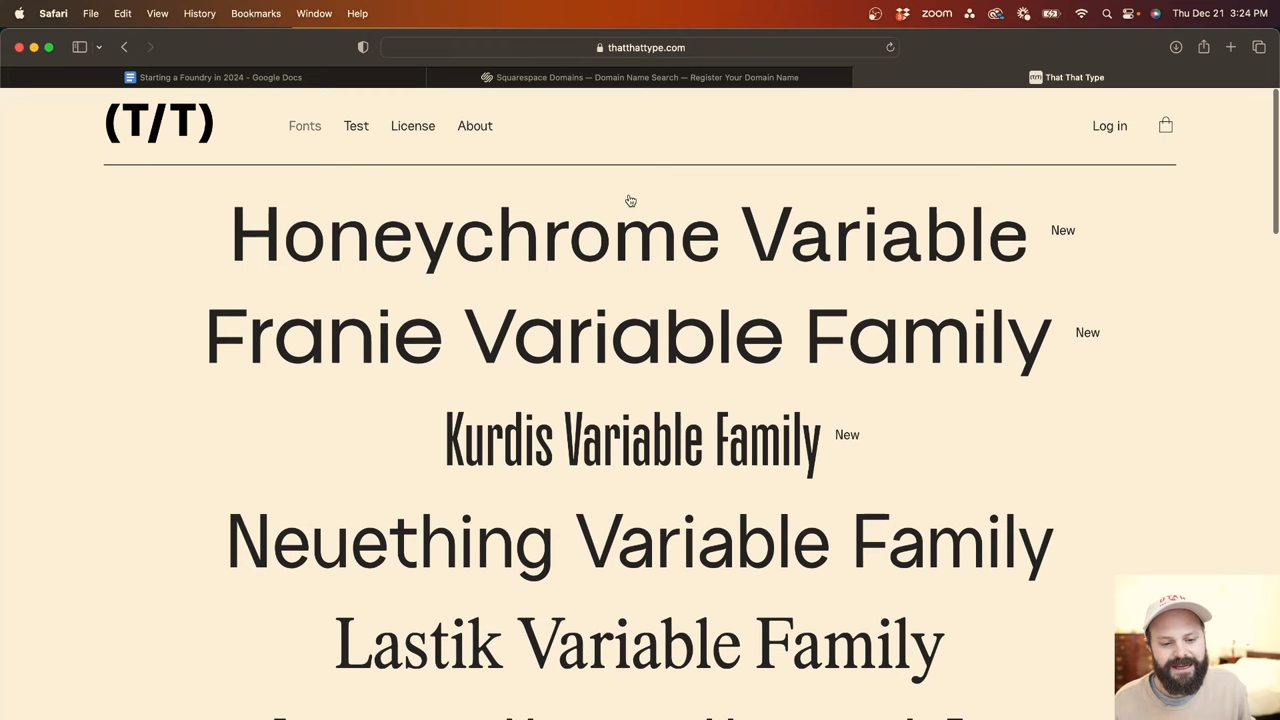 Safari File Edit View History Bookmarks Window Help zoom Thu Dec 21 3:24 PM
thatthattype.com
Starting a Foundry in 2024 - Google Docs Squarespace Domains — Domain Name Search — Register Your Domain Name That That Type
(T/T) Fonts Test License About Log in
Honeychrome Variable New
Franie Variable Family New
Kurdis Variable Family New
Neuething Variable Family
Lastik Variable Family